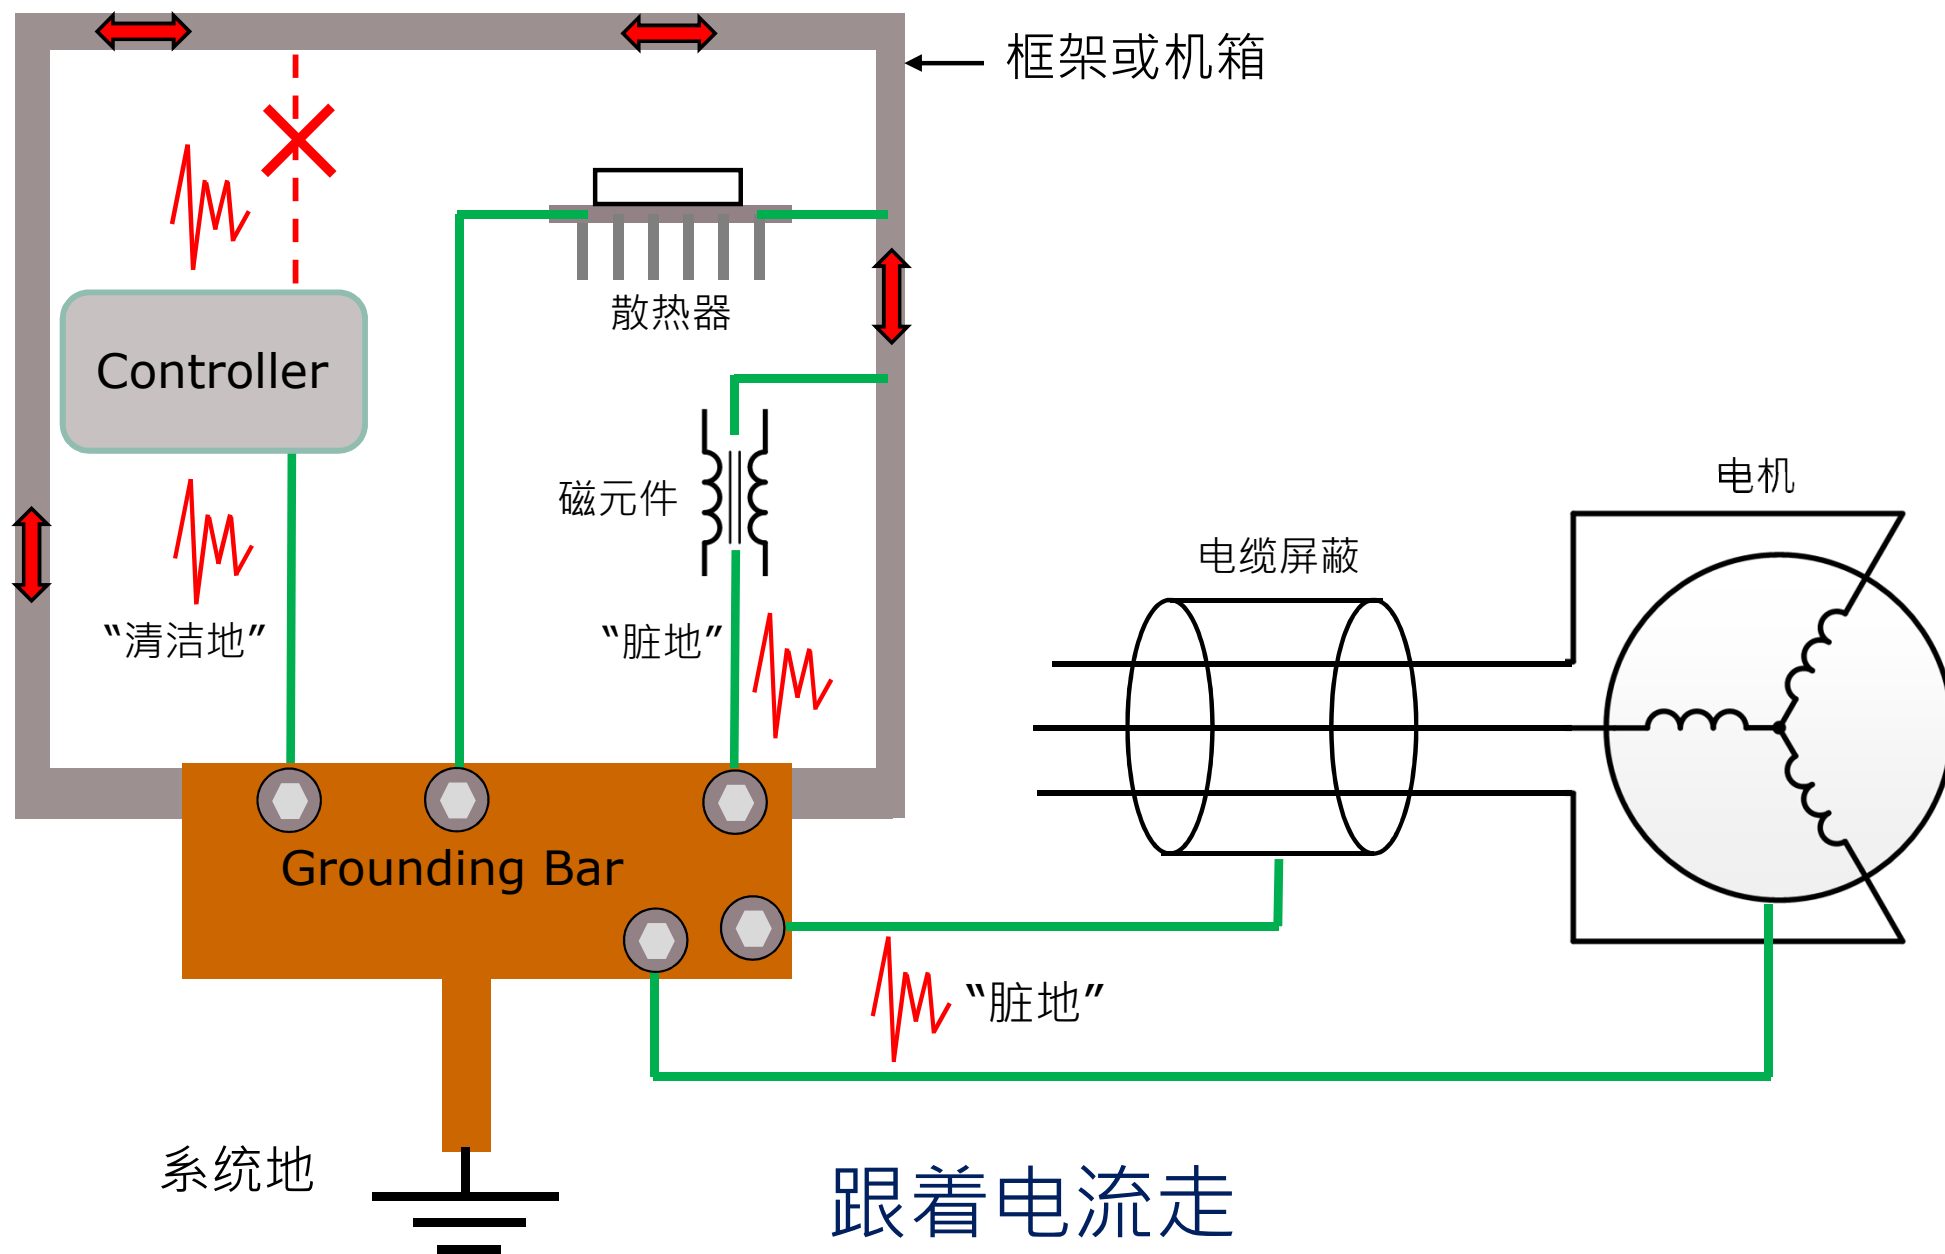 框架或机箱
散热器
Controller
磁元件
电机
电缆屏蔽
“清洁地”
“脏地”
Grounding Bar
“脏地”
系统地
跟着电流走